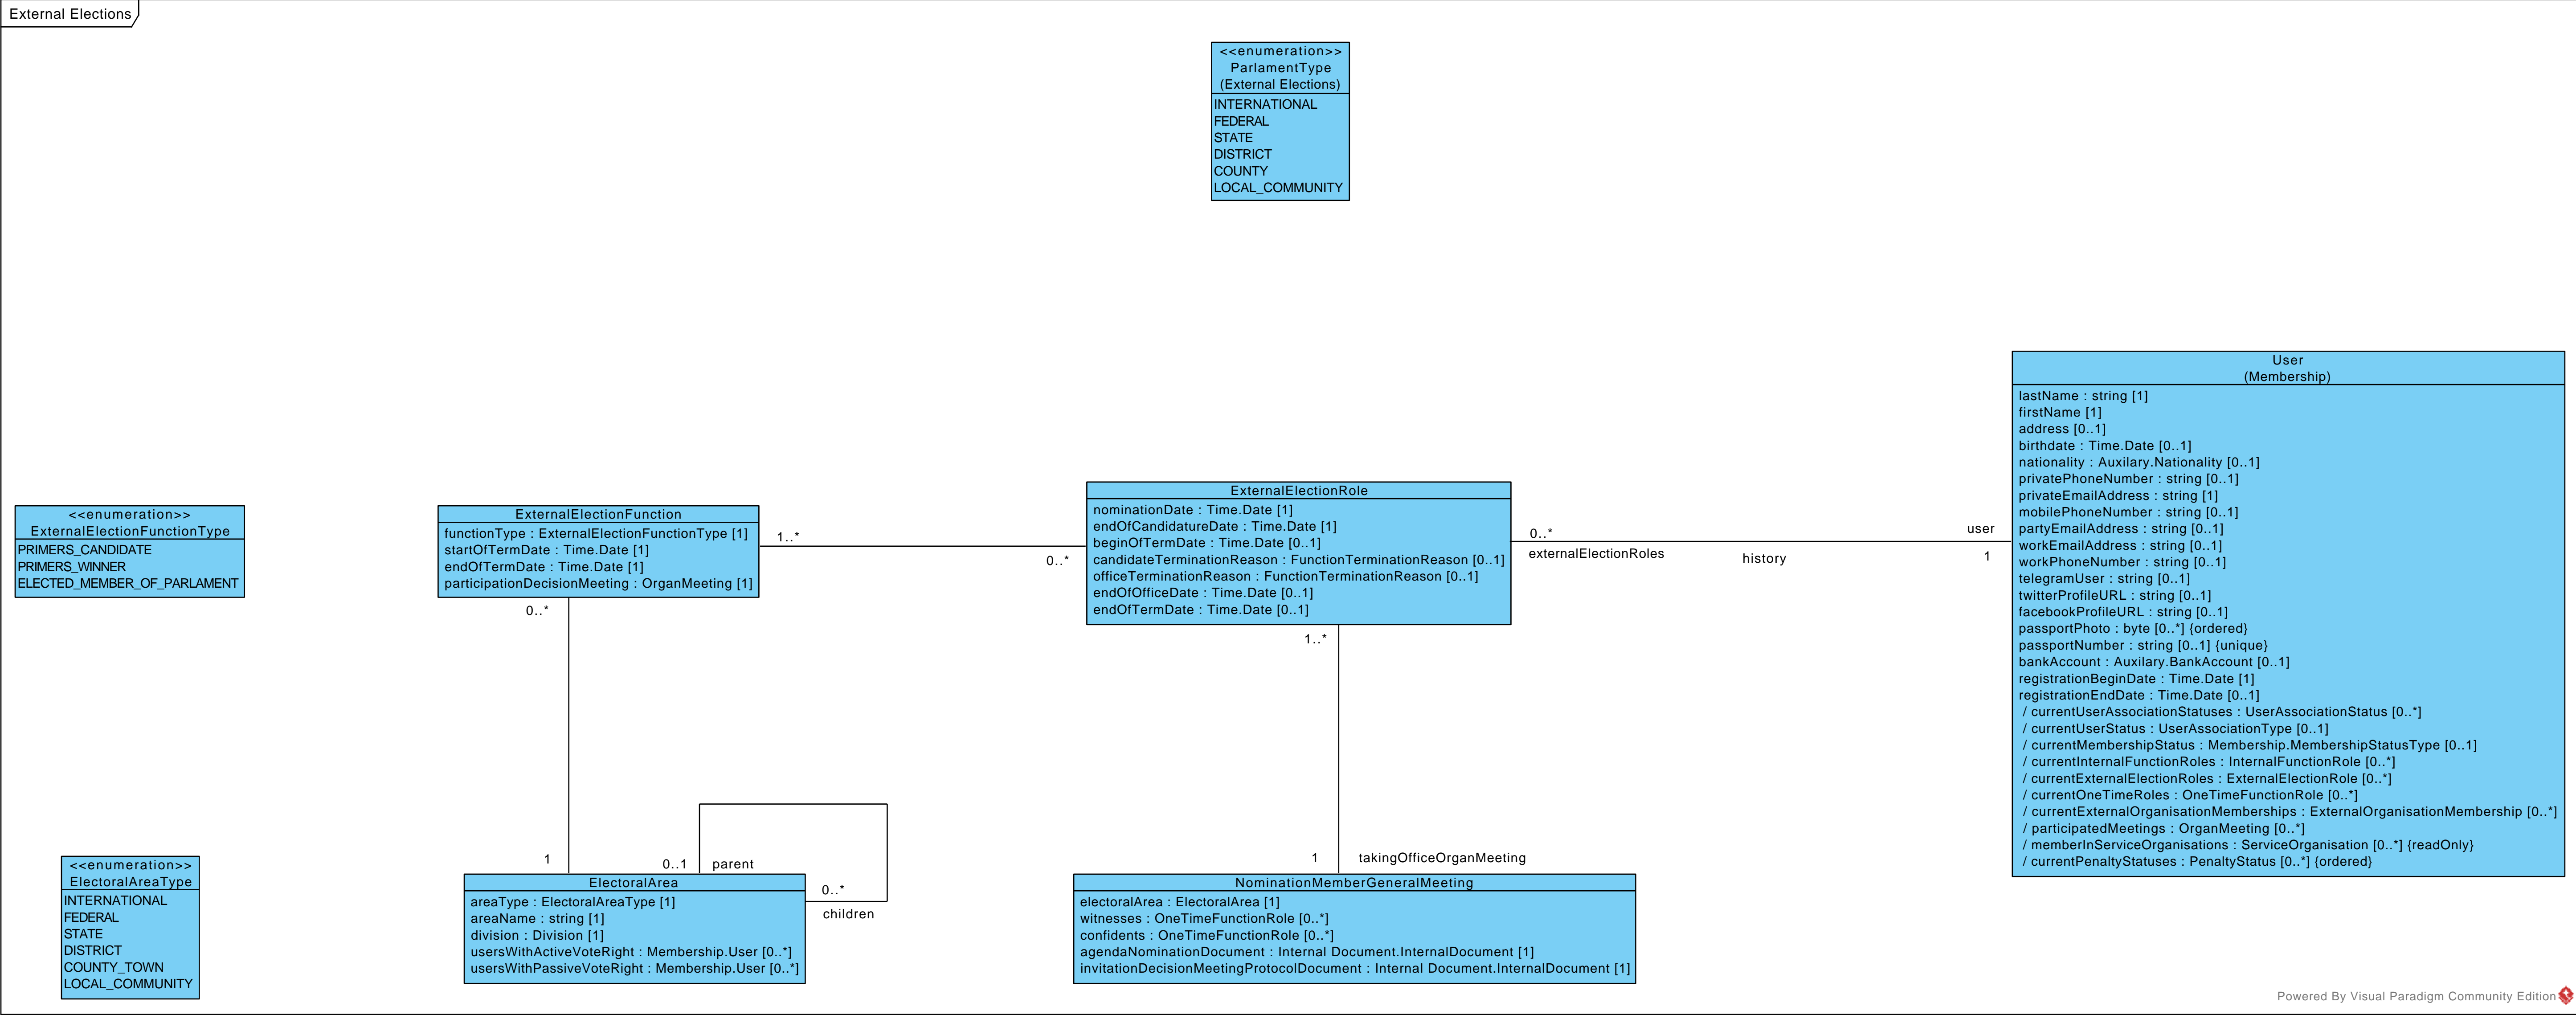 External Elections
<<enumeration>>
ParlamentType
(External Elections)
INTERNATIONAL
FEDERAL
STATE
DISTRICT
COUNTY
LOCAL_COMMUNITY
<<enumeration>>
ExternalElectionFunctionType
PRIMERS_CANDIDATE
PRIMERS_WINNER
ELECTED_MEMBER_OF_PARLAMENT
ExternalElectionFunction
functionType : ExternalElectionFunctionType [1]
startOfTermDate : Time.Date [1]
endOfTermDate : Time.Date [1]
participationDecisionMeeting : OrganMeeting [1]
1..*
0..*
0..*
1
ExternalElectionRole
nominationDate : Time.Date [1]
endOfCandidatureDate : Time.Date [1]
beginOfTermDate : Time.Date [0..1]
candidateTerminationReason : FunctionTerminationReason [0..1]
officeTerminationReason : FunctionTerminationReason [0..1]
endOfOfficeDate : Time.Date [0..1]
endOfTermDate : Time.Date [0..1]
0..*
externalElectionRoles
history
user
1
1..*
1
takingOfficeOrganMeeting
User
(Membership)
lastName : string [1]
firstName [1]
address [0..1]
birthdate : Time.Date [0..1]
nationality : Auxilary.Nationality [0..1]
privatePhoneNumber : string [0..1]
privateEmailAddress : string [1]
mobilePhoneNumber : string [0..1]
partyEmailAddress : string [0..1]
workEmailAddress : string [0..1]
workPhoneNumber : string [0..1]
telegramUser : string [0..1]
twitterProfileURL : string [0..1]
facebookProfileURL : string [0..1]
passportPhoto : byte [0..*] {ordered}
passportNumber : string [0..1] {unique}
bankAccount : Auxilary.BankAccount [0..1]
registrationBeginDate : Time.Date [1]
registrationEndDate : Time.Date [0..1]
/ currentUserAssociationStatuses : UserAssociationStatus [0..*]
/ currentUserStatus : UserAssociationType [0..1]
/ currentMembershipStatus : Membership.MembershipStatusType [0..1]
/ currentInternalFunctionRoles : InternalFunctionRole [0..*]
/ currentExternalElectionRoles : ExternalElectionRole [0..*]
/ currentOneTimeRoles : OneTimeFunctionRole [0..*]
/ currentExternalOrganisationMemberships : ExternalOrganisationMembership [0..*]
/ participatedMeetings : OrganMeeting [0..*]
/ memberInServiceOrganisations : ServiceOrganisation [0..*] {readOnly}
/ currentPenaltyStatuses : PenaltyStatus [0..*] {ordered}
<<enumeration>>
ElectoralAreaType
INTERNATIONAL
FEDERAL
STATE
DISTRICT
COUNTY_TOWN
LOCAL_COMMUNITY
0..1
parent
0..*
children
ElectoralArea
areaType : ElectoralAreaType [1]
areaName : string [1]
division : Division [1]
usersWithActiveVoteRight : Membership.User [0..*]
usersWithPassiveVoteRight : Membership.User [0..*]
NominationMemberGeneralMeeting
electoralArea : ElectoralArea [1]
witnesses : OneTimeFunctionRole [0..*]
confidents : OneTimeFunctionRole [0..*]
agendaNominationDocument : Internal Document.InternalDocument [1]
invitationDecisionMeetingProtocolDocument : Internal Document.InternalDocument [1]
Powered By Visual Paradigm Community Edition